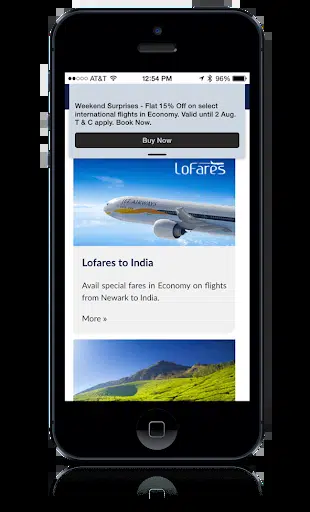 AT&T 12:54 PM
Weekend Surprises - Flat 15% Off on select
international flights in Economy. Valid until 2 Aug.
T & C apply. Book Now.
Buy Now
LoFares
JET AIRWAYS
Lofares to India
Avail special fares in Economy on flights
from Newark to India.
More »